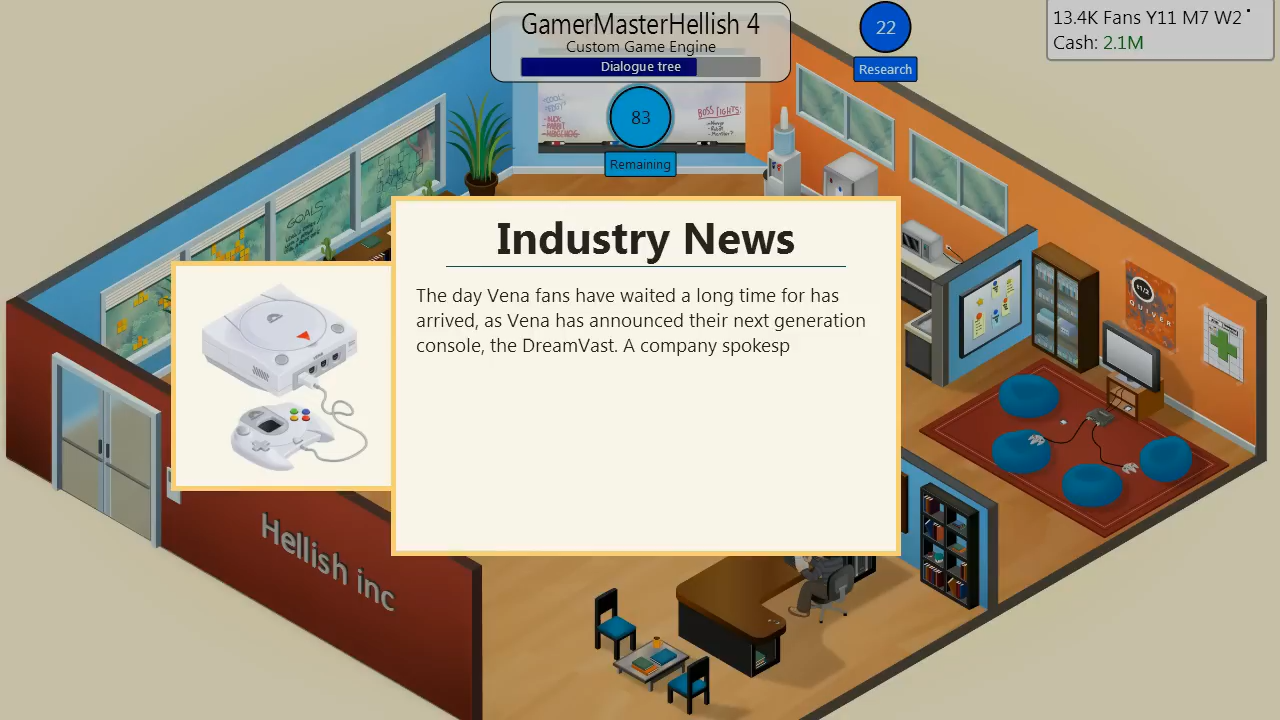 GamerMasterHellish 4
Custom Game Engine
Dialogue tree
22
Research
13.4K Fans Y11 M7 W2
Cash: 2.1M
83
Remaining
BOSS FIGHTS:
GOALS
Industry News
The day Vena fans have waited a long time for has
arrived, as Vena has announced their next generation
console, the DreamVast. A company spokesp
QUIVER
Hellish inc